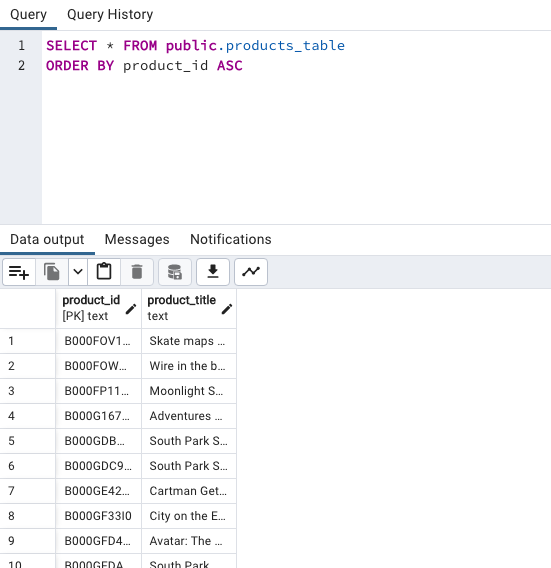 Query Query History
1 SELECT * FROM public.products_table
2 ORDER BY product_id ASC
Data output Messages Notifications
product_id product_title
[PK] text text
1 B000FOV1… Skate maps …
2 B000FOW… Wire in the b…
3 B000FP11… Moonlight S…
4 B000G167… Adventures …
5 B000GDB… South Park S…
6 B000GDC9… South Park S…
7 B000GE42… Cartman Get…
8 B000GF33I0 City on the E…
9 B000GFD4… Avatar: The …
10 B000GFDA… South Park